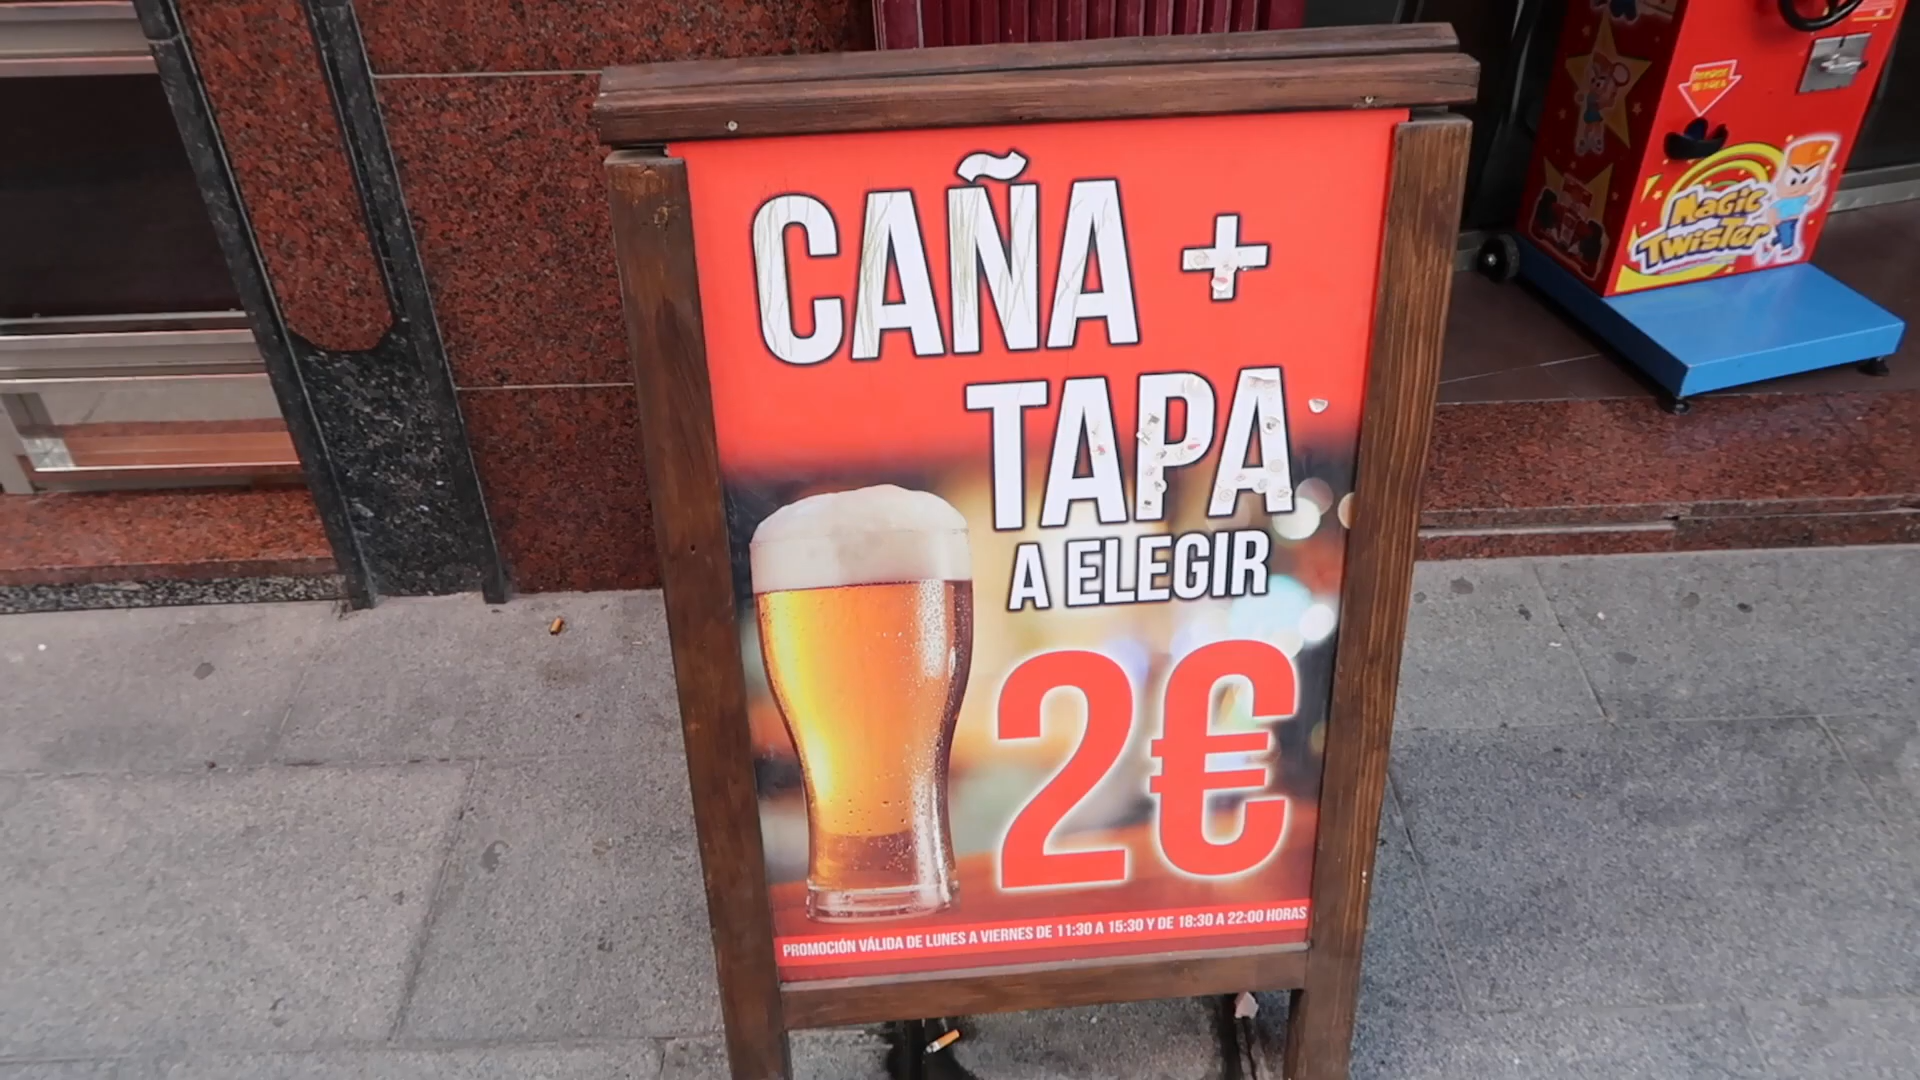 CAÑA +
TAPA
A ELEGIR
2€
PROMOCIÓN VÁLIDA DE LUNES A VIERNES DE 11:30 A 15:30 Y DE 18:30 A 22:00 HORAS
MAGIC
TWISTER